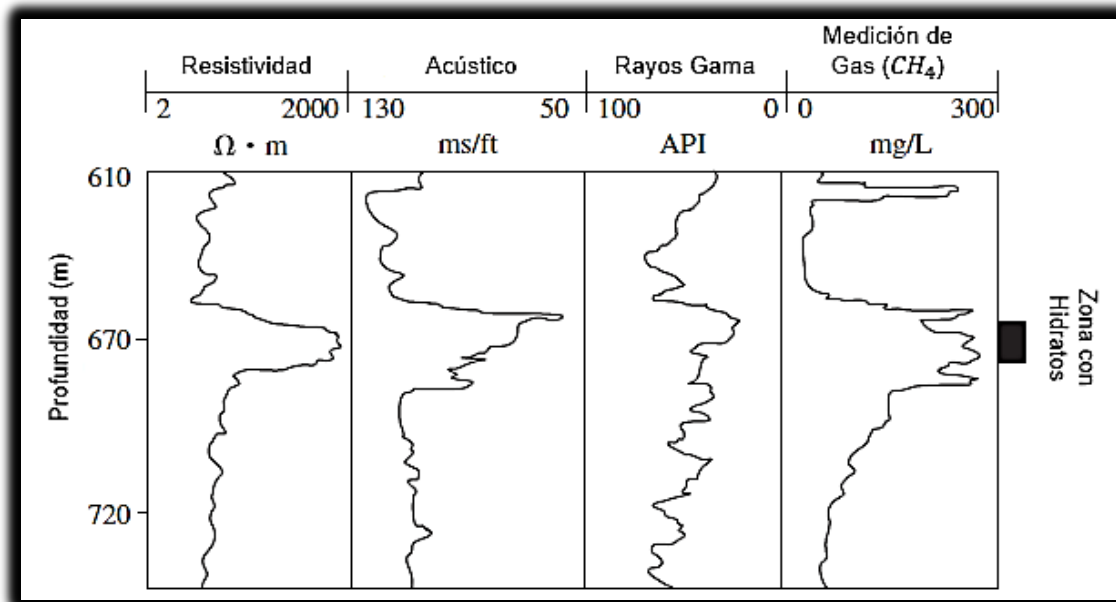 Resistividad
Acústico
Rayos Gama
Medición de
Gas (CH₄)
2 2000
130 50
100 0
0 300
Ω · m
ms/ft
API
mg/L
610
670
720
Profundidad (m)
Zona con
Hidratos